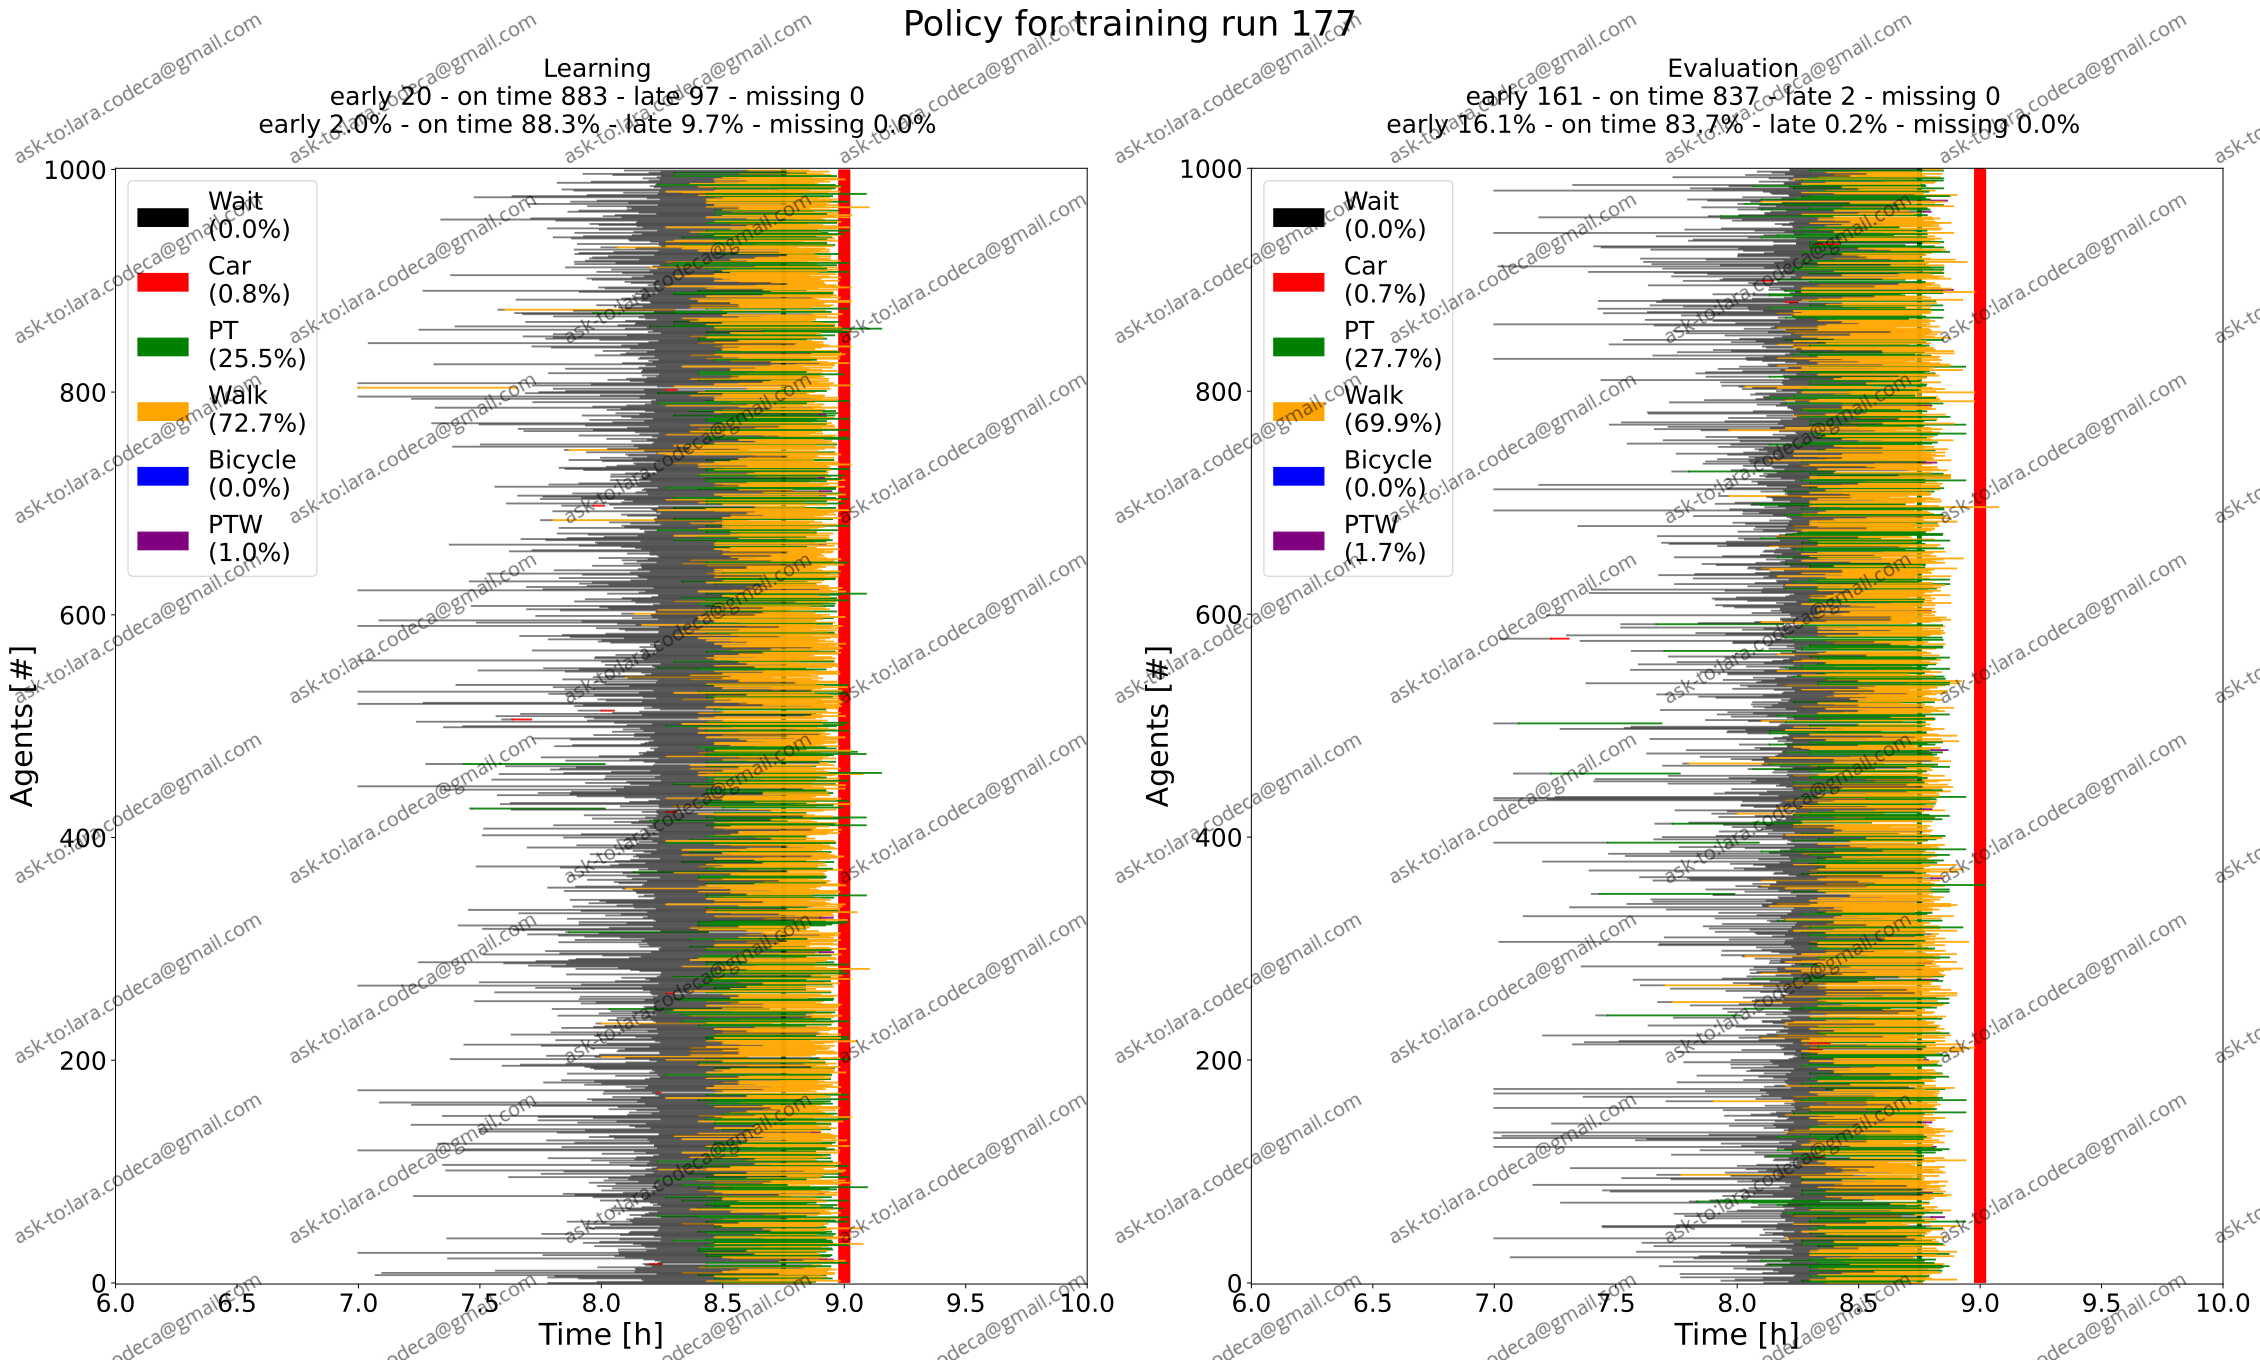 Policy for training run 177
Learning
early 20 - on time 883 - late 97 - missing 0
early 2.0% - on time 88.3% - late 9.7% - missing 0.0%
1000
800
600
400
200
0
Agents [#]
Wait
(0.0%)
Car
(0.8%)
PT
(25.5%)
Walk
(72.7%)
Bicycle
(0.0%)
PTW
(1.0%)
6.0 6.5 7.0 7.5 8.0 8.5 9.0 9.5 10.0
Time [h]
Evaluation
early 161 - on time 837 - late 2 - missing 0
early 16.1% - on time 83.7% - late 0.2% - missing 0.0%
1000
800
600
400
200
0
Agents [#]
Wait
(0.0%)
Car
(0.7%)
PT
(27.7%)
Walk
(69.9%)
Bicycle
(0.0%)
PTW
(1.7%)
6.0 6.5 7.0 7.5 8.0 8.5 9.0 9.5 10.0
Time [h]
ask-to:lara.codeca@gmail.com